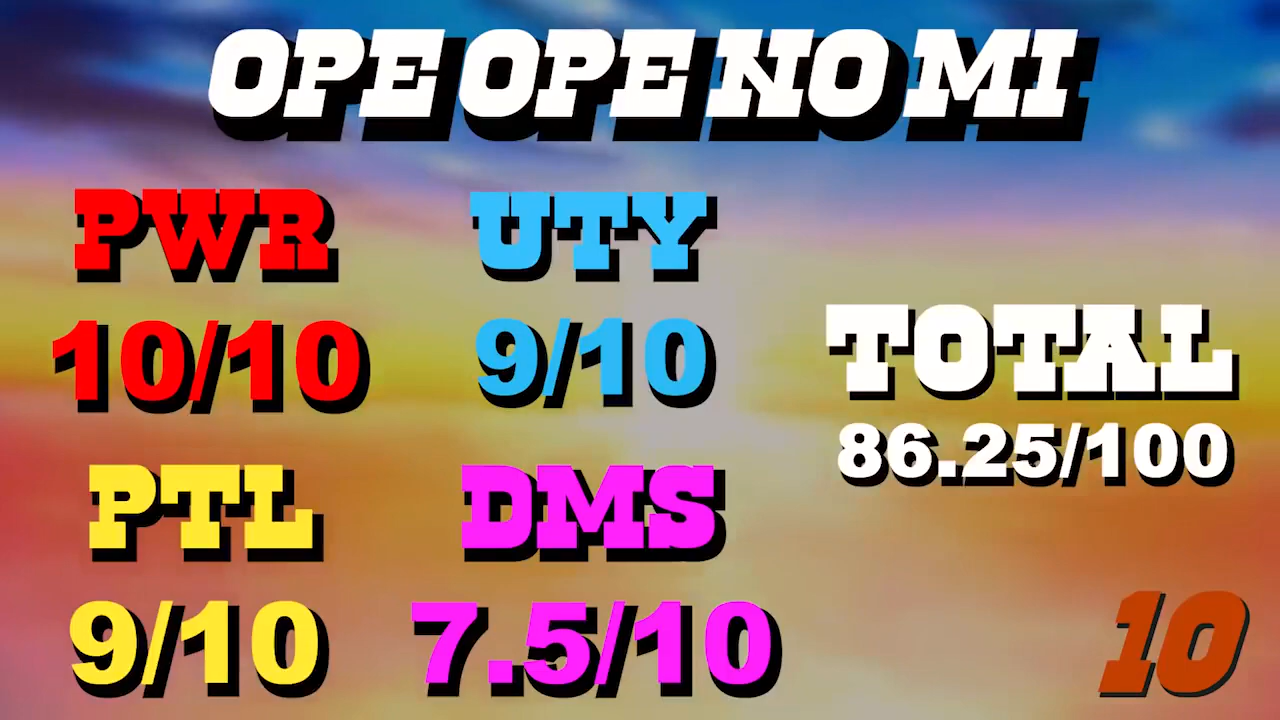 OPE OPE NO MI
PWR
10/10
UTY
9/10
PTL
9/10
DMS
7.5/10
TOTAL
86.25/100
10